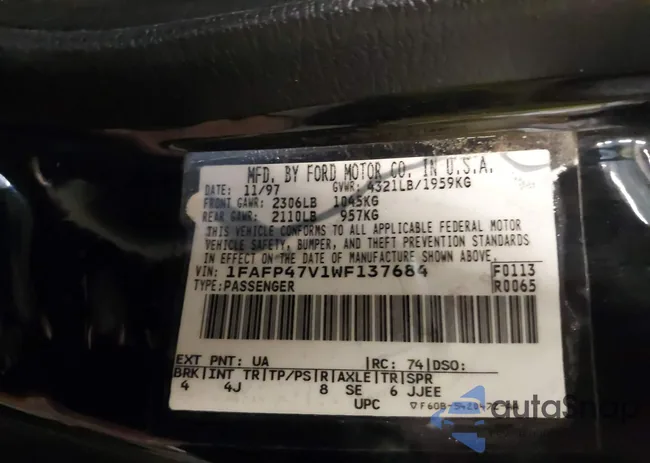 MFD. BY FORD MOTOR CO. IN U.S.A.
DATE: 11/97 GVWR: 4321LB/1959KG
FRONT GAWR: 2306LB 1045KG
REAR GAWR: 2110LB 957KG
THIS VEHICLE CONFORMS TO ALL APPLICABLE FEDERAL MOTOR
VEHICLE SAFETY, BUMPER, AND THEFT PREVENTION STANDARDS
IN EFFECT ON THE DATE OF MANUFACTURE SHOWN ABOVE.
VIN: 1FAFP47V1WF137684 F0113
TYPE: PASSENGER R0065
EXT PNT: UA RC: 74 DSO:
BRK INT TR TP/PS R AXLE TR SPR
4 4J 8 SE 6 JJEE
UPC
autoSnap